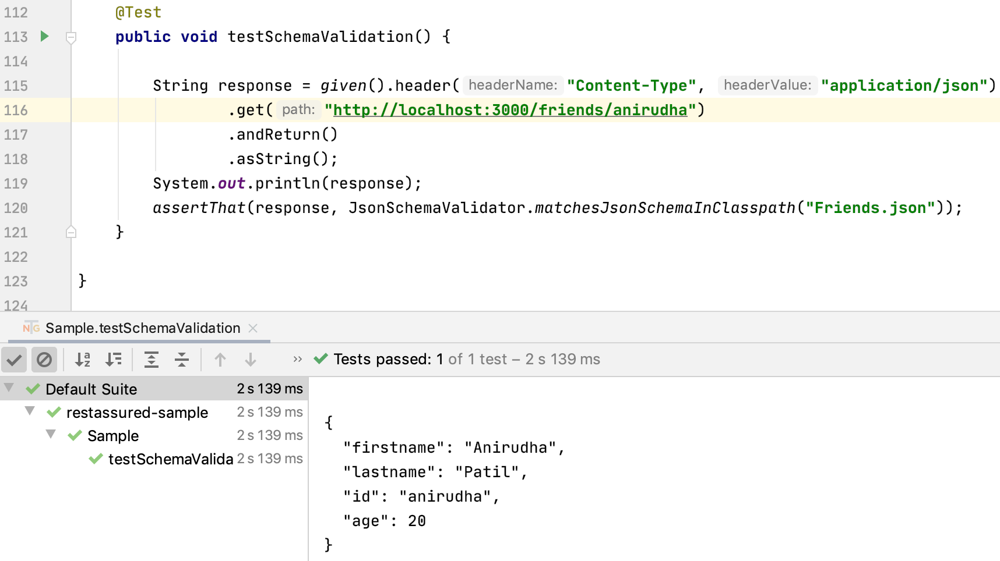 112 @Test
113 public void testSchemaValidation() {
114
115 String response = given().header( headerName: "Content-Type", headerValue: "application/json")
116 .get( path: "http://localhost:3000/friends/anirudha")
117 .andReturn()
118 .asString();
119 System.out.println(response);
120 assertThat(response, JsonSchemaValidator.matchesJsonSchemaInClasspath("Friends.json"));
121 }
122
123 }
124
NTG Sample.testSchemaValidation
Tests passed: 1 of 1 test – 2 s 139 ms
Default Suite 2 s 139 ms
restassured-sample 2 s 139 ms
Sample 2 s 139 ms
testSchemaValida 2 s 139 ms
{
"firstname": "Anirudha",
"lastname": "Patil",
"id": "anirudha",
"age": 20
}